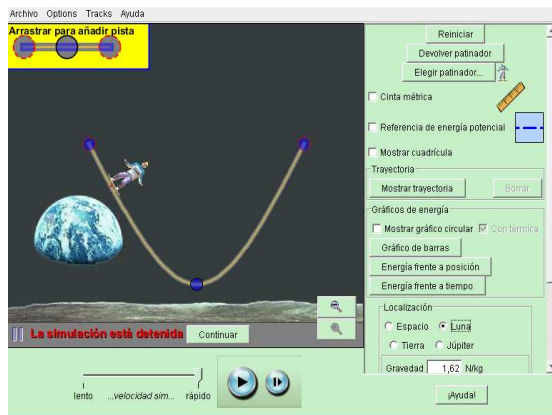 Archivo Options Tracks Ayuda
Arrastrar para añadir pista
La simulación está detenida Continuar
lento ...velocidad sim... rápido
Reiniciar
Devolver patinador
Elegir patinador...
Cinta métrica
Referencia de energía potencial
Mostrar cuadrícula
Trayectoria
Mostrar trayectoria Borrar
Gráficos de energía
Mostrar gráfico circular Con térmica
Gráfico de barras
Energía frente a posición
Energía frente a tiempo
Localización
Espacio Luna
Tierra Júpiter
Gravedad 1,62 N/kg
¡Ayuda!